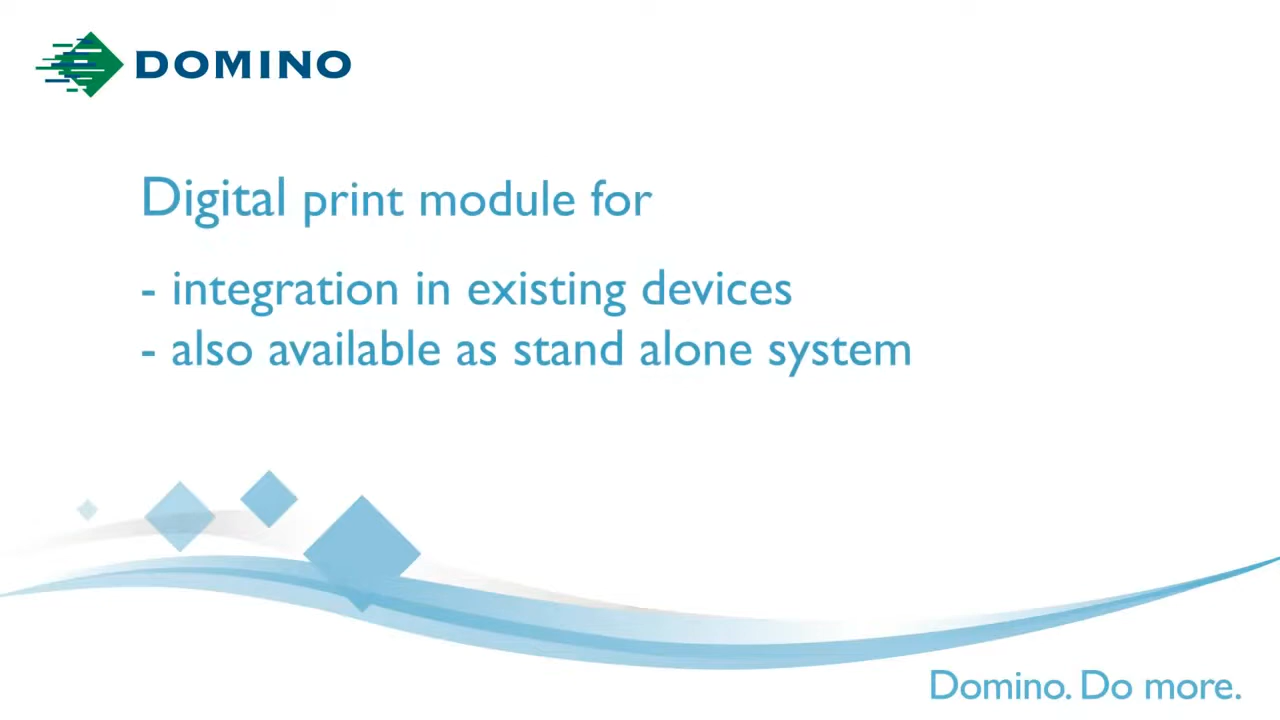 DOMINO
Digital print module for
- integration in existing devices
- also available as stand alone system
Domino. Do more.